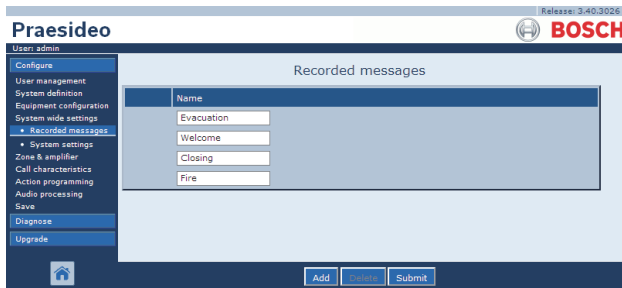 Release: 3.40.3026
Praesideo
BOSCH
User: admin
Configure
User management
System definition
Equipment configuration
System wide settings
• Recorded messages
• System settings
Zone & amplifier
Call characteristics
Action programming
Audio processing
Save
Diagnose
Upgrade
Recorded messages
Name
Evacuation
Welcome
Closing
Fire
Add
Delete
Submit